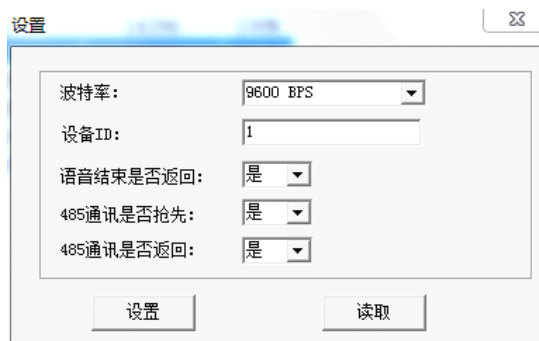 设置
波特率: 9600 BPS
设备ID: 1
语音结束是否返回: 是
485通讯是否抢先: 是
485通讯是否返回: 是
设置 读取